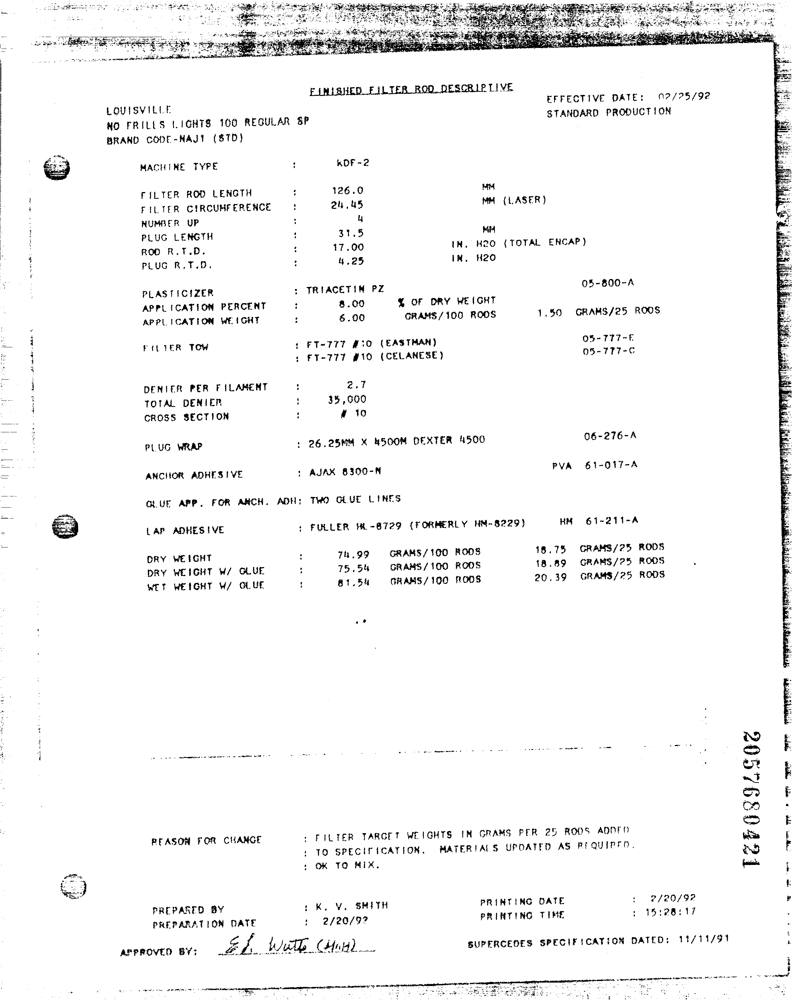 FINISHED FILTER ROD DESCRIPTIVE
EFFECTIVE DATE: 02/25/92
LOUISVILLE STANDARD PRODUCTION
NO FRILLS LIGHTS 100 REGULAR SP
BRAND CODE-NAJ1 (STD)
MACHINE TYPE : KDF-2
FILTER ROD LENGTH : 126.0 MM
FILTER CIRCUMFERENCE : 24.45 MM (LASER)
NUMBER UP : 4
PLUG LENGTH : 31.5 MM
ROD R.T.D. : 17.00 IN. H2O (TOTAL ENCAP)
PLUG R.T.D. : 4.25 IN. H2O
PLASTICIZER : TRIACETIN PZ 05-800-A
APPLICATION PERCENT : 8.00 % OF DRY WEIGHT
APPLICATION WEIGHT : 6.00 GRAMS/100 RODS 1.50 GRAMS/25 RODS
FILTER TOW : FT-777 #10 (EASTMAN) 05-777-E
: FT-777 #10 (CELANESE) 05-777-C
DENIER PER FILAMENT : 2.7
TOTAL DENIER : 35,000
CROSS SECTION : # 10
PLUG WRAP : 26.25MM X 4500M DEXTER 4500 06-276-A
ANCHOR ADHESIVE : AJAX 8300-N PVA 61-017-A
GLUE APP. FOR ANCH. ADH: TWO GLUE LINES
LAP ADHESIVE : FULLER HL-8729 (FORMERLY HM-8229) HM 61-211-A
DRY WEIGHT : 74.99 GRAMS/100 RODS 18.75 GRAMS/25 RODS
DRY WEIGHT W/ GLUE : 75.54 GRAMS/100 RODS 18.89 GRAMS/25 RODS
WET WEIGHT W/ GLUE : 81.54 GRAMS/100 RODS 20.39 GRAMS/25 RODS
2057680421
REASON FOR CHANGE : FILTER TARGET WEIGHTS IN GRAMS PER 25 RODS ADDED
: TO SPECIFICATION. MATERIALS UPDATED AS REQUIRED.
: OK TO MIX.
PREPARED BY : K. V. SMITH PRINTING DATE : 2/20/92
PREPARATION DATE : 2/20/92 PRINTING TIME : 15:28:17
APPROVED BY: Watts SUPERCEDES SPECIFICATION DATED: 11/11/91